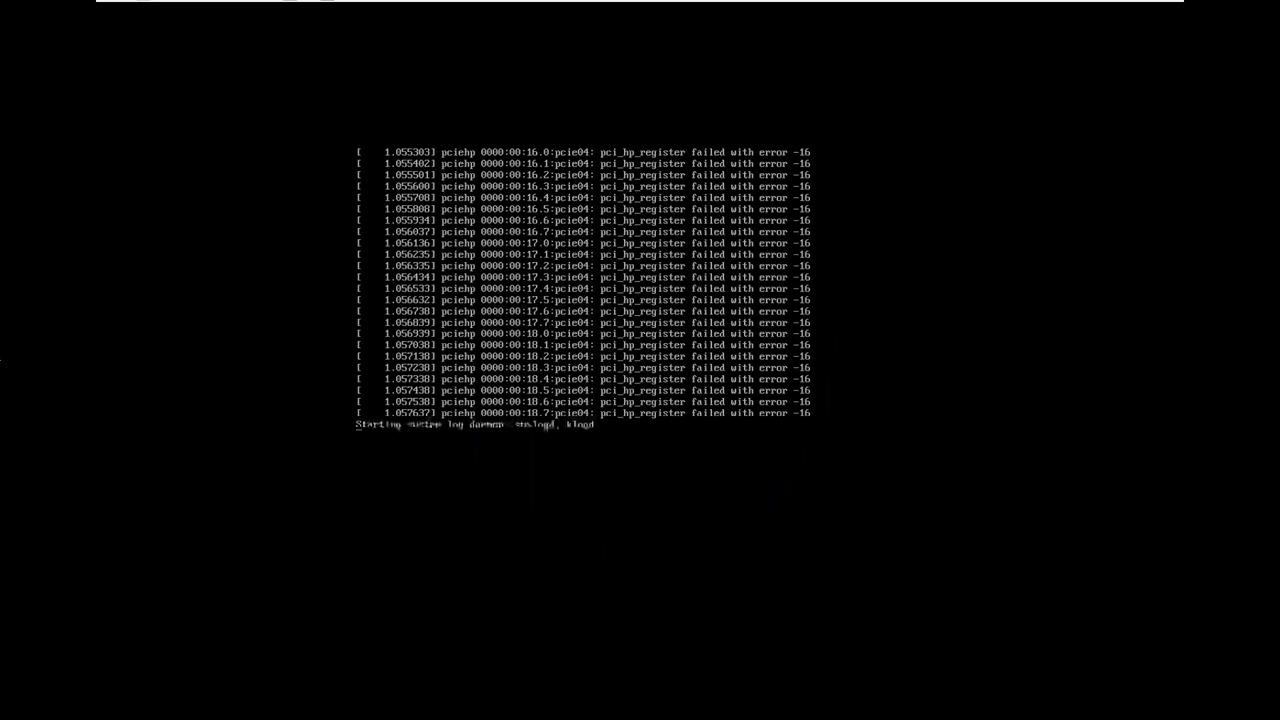 [    1.055303] pciehp 0000:00:16.0:pcie04: pci_hp_register failed with error -16
[    1.055402] pciehp 0000:00:16.1:pcie04: pci_hp_register failed with error -16
[    1.055501] pciehp 0000:00:16.2:pcie04: pci_hp_register failed with error -16
[    1.055600] pciehp 0000:00:16.3:pcie04: pci_hp_register failed with error -16
[    1.055708] pciehp 0000:00:16.4:pcie04: pci_hp_register failed with error -16
[    1.055808] pciehp 0000:00:16.5:pcie04: pci_hp_register failed with error -16
[    1.055934] pciehp 0000:00:16.6:pcie04: pci_hp_register failed with error -16
[    1.056037] pciehp 0000:00:16.7:pcie04: pci_hp_register failed with error -16
[    1.056136] pciehp 0000:00:17.0:pcie04: pci_hp_register failed with error -16
[    1.056235] pciehp 0000:00:17.1:pcie04: pci_hp_register failed with error -16
[    1.056335] pciehp 0000:00:17.2:pcie04: pci_hp_register failed with error -16
[    1.056434] pciehp 0000:00:17.3:pcie04: pci_hp_register failed with error -16
[    1.056533] pciehp 0000:00:17.4:pcie04: pci_hp_register failed with error -16
[    1.056632] pciehp 0000:00:17.5:pcie04: pci_hp_register failed with error -16
[    1.056738] pciehp 0000:00:17.6:pcie04: pci_hp_register failed with error -16
[    1.056839] pciehp 0000:00:17.7:pcie04: pci_hp_register failed with error -16
[    1.056939] pciehp 0000:00:18.0:pcie04: pci_hp_register failed with error -16
[    1.057038] pciehp 0000:00:18.1:pcie04: pci_hp_register failed with error -16
[    1.057138] pciehp 0000:00:18.2:pcie04: pci_hp_register failed with error -16
[    1.057238] pciehp 0000:00:18.3:pcie04: pci_hp_register failed with error -16
[    1.057338] pciehp 0000:00:18.4:pcie04: pci_hp_register failed with error -16
[    1.057438] pciehp 0000:00:18.5:pcie04: pci_hp_register failed with error -16
[    1.057538] pciehp 0000:00:18.6:pcie04: pci_hp_register failed with error -16
[    1.057637] pciehp 0000:00:18.7:pcie04: pci_hp_register failed with error -16
Starting log klogd